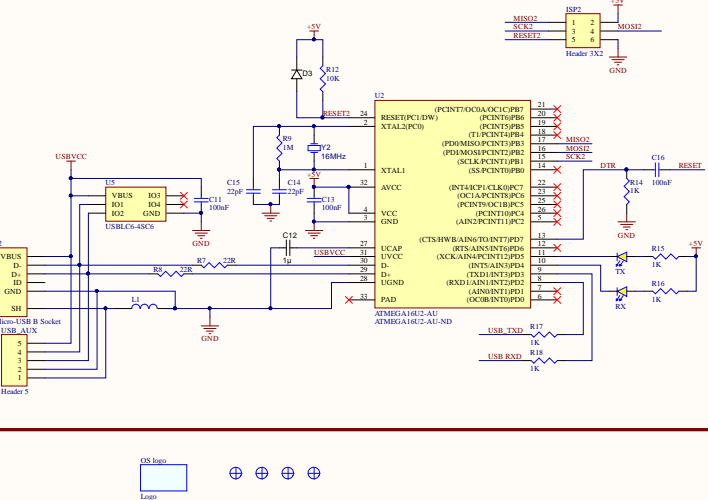 ISP2
+5V
MISO2
1 2
SCK2
3 4
MOSI2
RESET2
5 6
Header 3X2
GND
+5V
D3
R12
10K
U2
RESET2
24
RESET(PC1/DW)
2
XTAL2(PC0)
1
XTAL1
32
AVCC
4
VCC
3
GND
27
UCAP
31
UVCC
30
D-
29
D+
28
UGND
33
PAD
(PCINT7/OC0A/OC1C)PB7
21
(PCINT6)PB6
20
(PCINT5)PB5
19
(T1/PCINT4)PB4
18
(PD0/MISO/PCINT3)PB3
17
MISO2
(PDI/MOSI/PCINT2)PB2
16
MOSI2
(SCLK/PCINT1)PB1
15
SCK2
(SS/PCINT0)PB0
14
(INT4/ICP1/CLK0)PC7
22
(OC1A/PCINT8)PC6
23
(PCINT9/OC1B)PC5
25
(PCINT10)PC4
26
(AIN2/PCINT11)PC2
5
(CTS/HWB/AIN6/TO/INT7)PD7
13
(RTS/AIN5/INT6)PD6
12
(XCK/AIN4/PCINT12)PD5
11
(INT5/AIN3)PD4
10
(TXD1/INT3)PD3
9
(RXD1/AIN1/INT2)PD2
8
(AIN0/INT1)PD1
7
(OC0B/INT0)PD0
6
ATMEGA16U2-AU
ATMEGA16U2-AU-ND
R9
1M
Y2
16MHz
+5V
C15
22pF
C14
22pF
C13
100nF
GND
USBVCC
U5
VBUS
IO1
IO2
IO3
IO4
GND
USBLC6-4SC6
C11
100nF
GND
C12
1µ
USBVCC
R7 22R
R8 22R
L1
GND
VBUS
D-
D+
ID
GND
SH
icro-USB B Socket
USB_AUX
5
4
3
2
1
Header 5
DTR
C16
100nF
RESET
R14
1K
GND
TX
R15
1K
+5V
RX
R16
1K
USB_TXD
R17
1K
USB RXD
R18
1K
OS logo
Logo